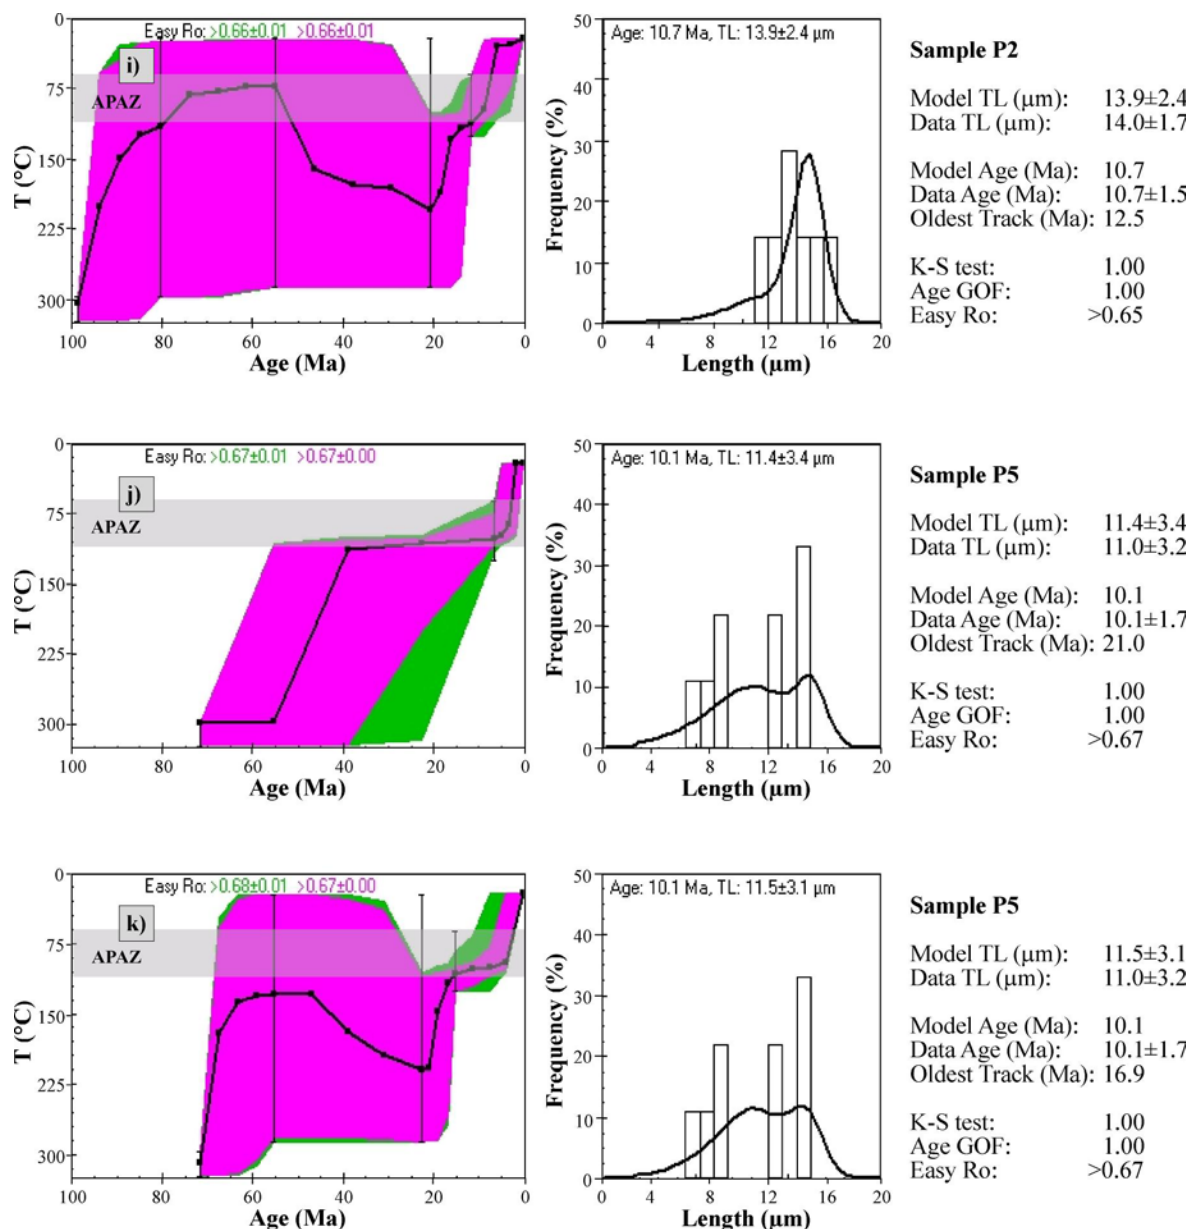 Easy Ro: >0.66±0.01 >0.66±0.01
i)
APAZ
0
75
150
225
300
T (°C)
100 80 60 40 20 0
Age (Ma)
Age: 10.7 Ma, TL: 13.9±2.4 µm
50
40
30
20
10
0
Frequency (%)
0 4 8 12 16 20
Length (µm)
Sample P2
Model TL (µm): 13.9±2.4
Data TL (µm): 14.0±1.7
Model Age (Ma): 10.7
Data Age (Ma): 10.7±1.5
Oldest Track (Ma): 12.5
K-S test: 1.00
Age GOF: 1.00
Easy Ro: >0.65
Easy Ro: >0.67±0.01 >0.67±0.00
j)
APAZ
0
75
150
225
300
T (°C)
100 80 60 40 20 0
Age (Ma)
Age: 10.1 Ma, TL: 11.4±3.4 µm
50
40
30
20
10
0
Frequency (%)
0 4 8 12 16 20
Length (µm)
Sample P5
Model TL (µm): 11.4±3.4
Data TL (µm): 11.0±3.2
Model Age (Ma): 10.1
Data Age (Ma): 10.1±1.7
Oldest Track (Ma): 21.0
K-S test: 1.00
Age GOF: 1.00
Easy Ro: >0.67
Easy Ro: >0.68±0.01 >0.67±0.00
k)
APAZ
0
75
150
225
300
T (°C)
100 80 60 40 20 0
Age (Ma)
Age: 10.1 Ma, TL: 11.5±3.1 µm
50
40
30
20
10
0
Frequency (%)
0 4 8 12 16 20
Length (µm)
Sample P5
Model TL (µm): 11.5±3.1
Data TL (µm): 11.0±3.2
Model Age (Ma): 10.1
Data Age (Ma): 10.1±1.7
Oldest Track (Ma): 16.9
K-S test: 1.00
Age GOF: 1.00
Easy Ro: >0.67